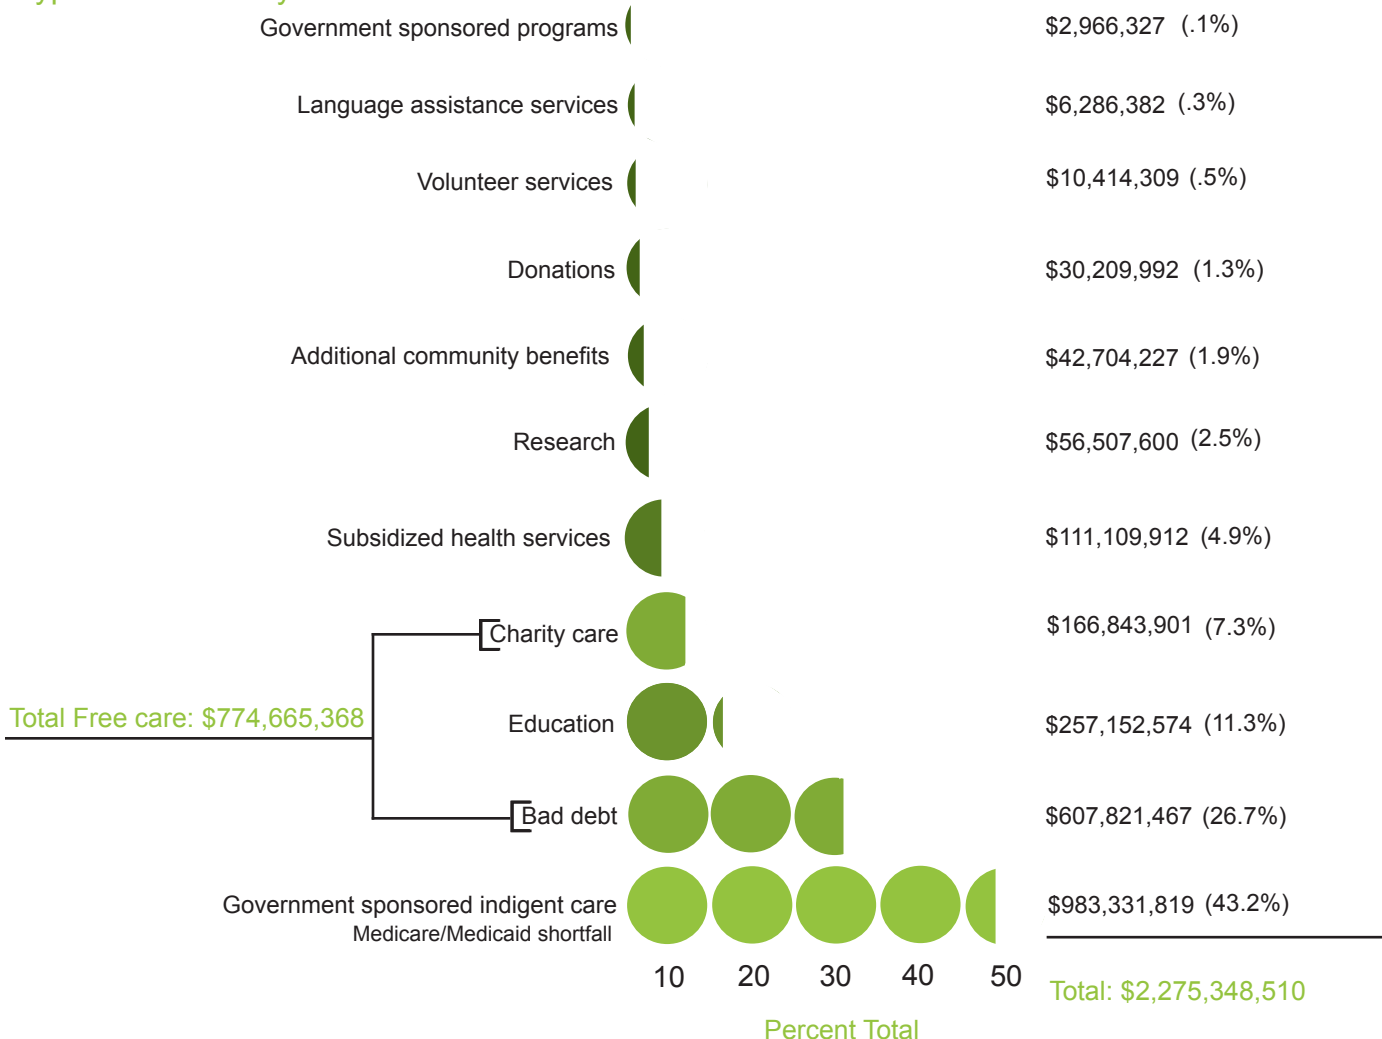 Government sponsored programs $2,966,327 (.1%)
Language assistance services $6,286,382 (.3%)
Volunteer services $10,414,309 (.5%)
Donations $30,209,992 (1.3%)
Additional community benefits $42,704,227 (1.9%)
Research $56,507,600 (2.5%)
Subsidized health services $111,109,912 (4.9%)
Charity care $166,843,901 (7.3%)
Total Free care: $774,665,368
Education $257,152,574 (11.3%)
Bad debt $607,821,467 (26.7%)
Government sponsored indigent care $983,331,819 (43.2%)
Medicare/Medicaid shortfall
10 20 30 40 50
Total: $2,275,348,510
Percent Total